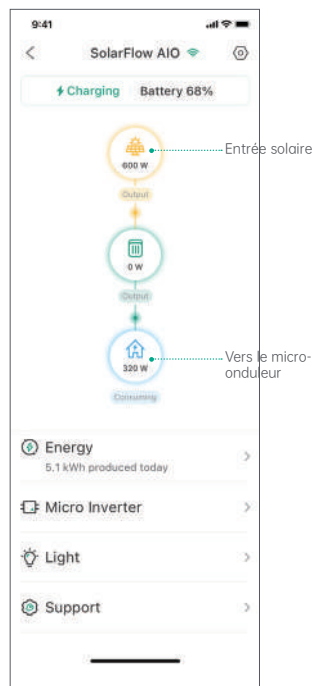 9:41
SolarFlow AIO
Charging Battery 68%
600 W
Entrée solaire
Output
0 W
Output
320 W
Vers le micro-
onduleur
Consuming
Energy
5.1 kWh produced today
Micro Inverter
Light
Support